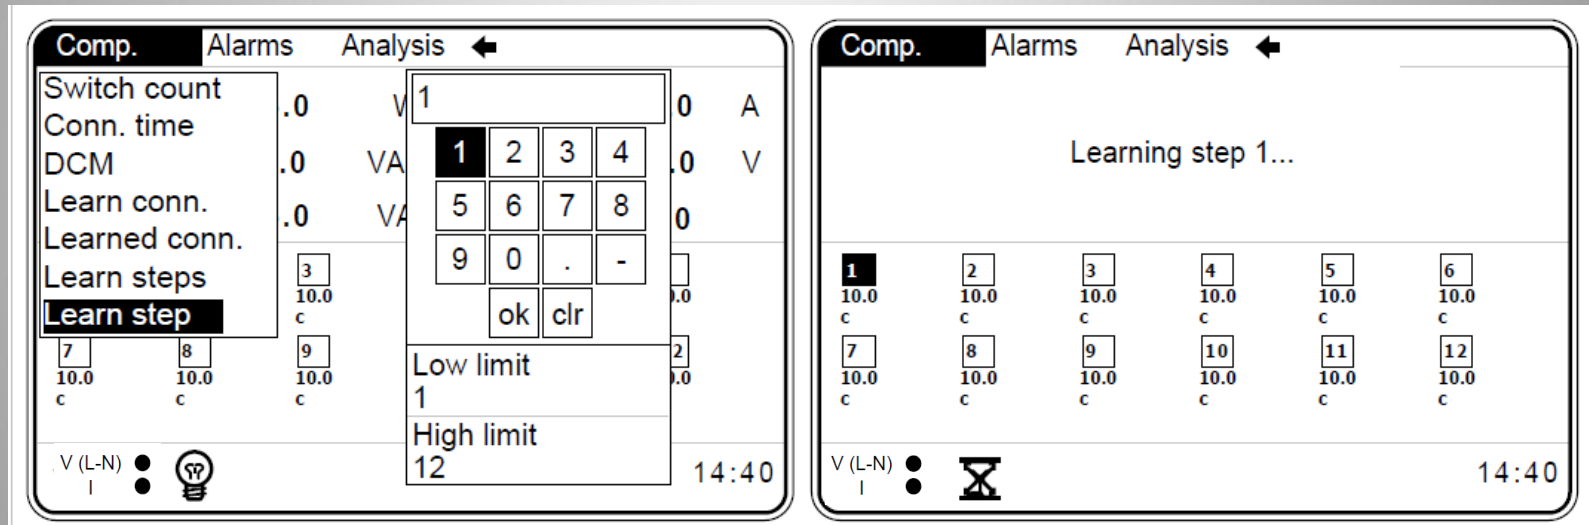 Comp. Alarms Analysis
Switch count
Conn. time
DCM
Learn conn.
Learned conn.
Learn steps
Learn step
.0 W
.0 VA
.0 VA
1
1 2 3 4
5 6 7 8
9 0 . -
ok clr
Low limit
1
High limit
12
0 A
.0 V
0
3
10.0 .0
c
7 8 9 2
10.0 10.0 10.0 .0
c c c
V (L-N)
I
14:40
Comp. Alarms Analysis
Learning step 1...
1 2 3 4 5 6
10.0 10.0 10.0 10.0 10.0 10.0
c c c c c c
7 8 9 10 11 12
10.0 10.0 10.0 10.0 10.0 10.0
c c c c c c
V (L-N)
I
14:40